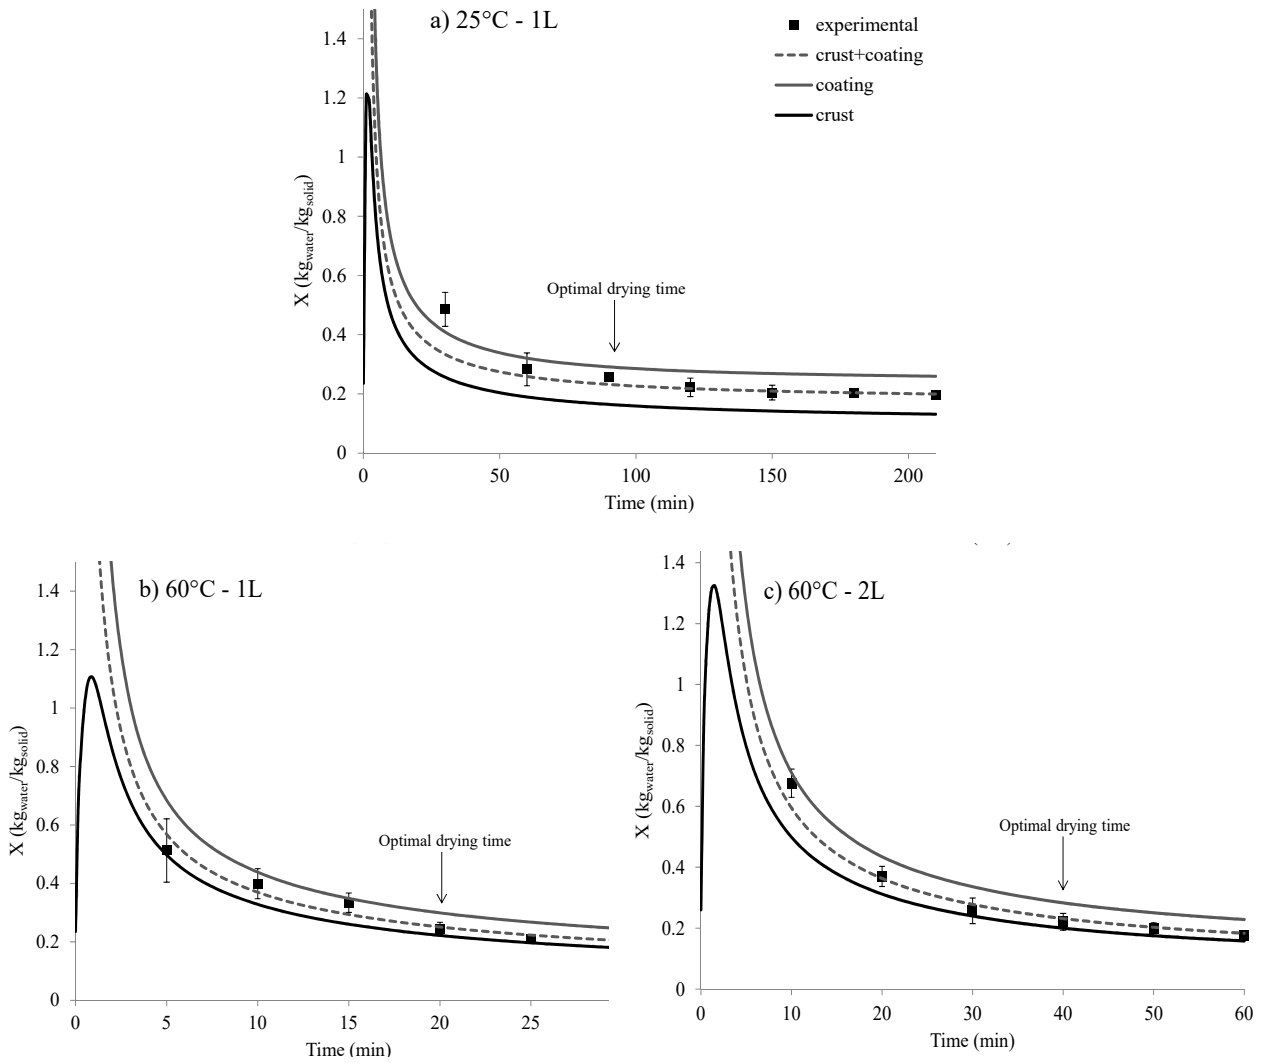 a) 25°C - 1L
experimental
crust+coating
coating
crust
1.4
1.2
1
0.8
0.6
0.4
0.2
0
X (kgwater/kgsolid)
Optimal drying time
0 50 100 150 200
Time (min)
b) 60°C - 1L
1.4
1.2
1
0.8
0.6
0.4
0.2
0
X (kgwater/kgsolid)
Optimal drying time
0 5 10 15 20 25
Time (min)
c) 60°C - 2L
1.4
1.2
1
0.8
0.6
0.4
0.2
0
X (kgwater/kgsolid)
Optimal drying time
0 10 20 30 40 50 60
Time (min)